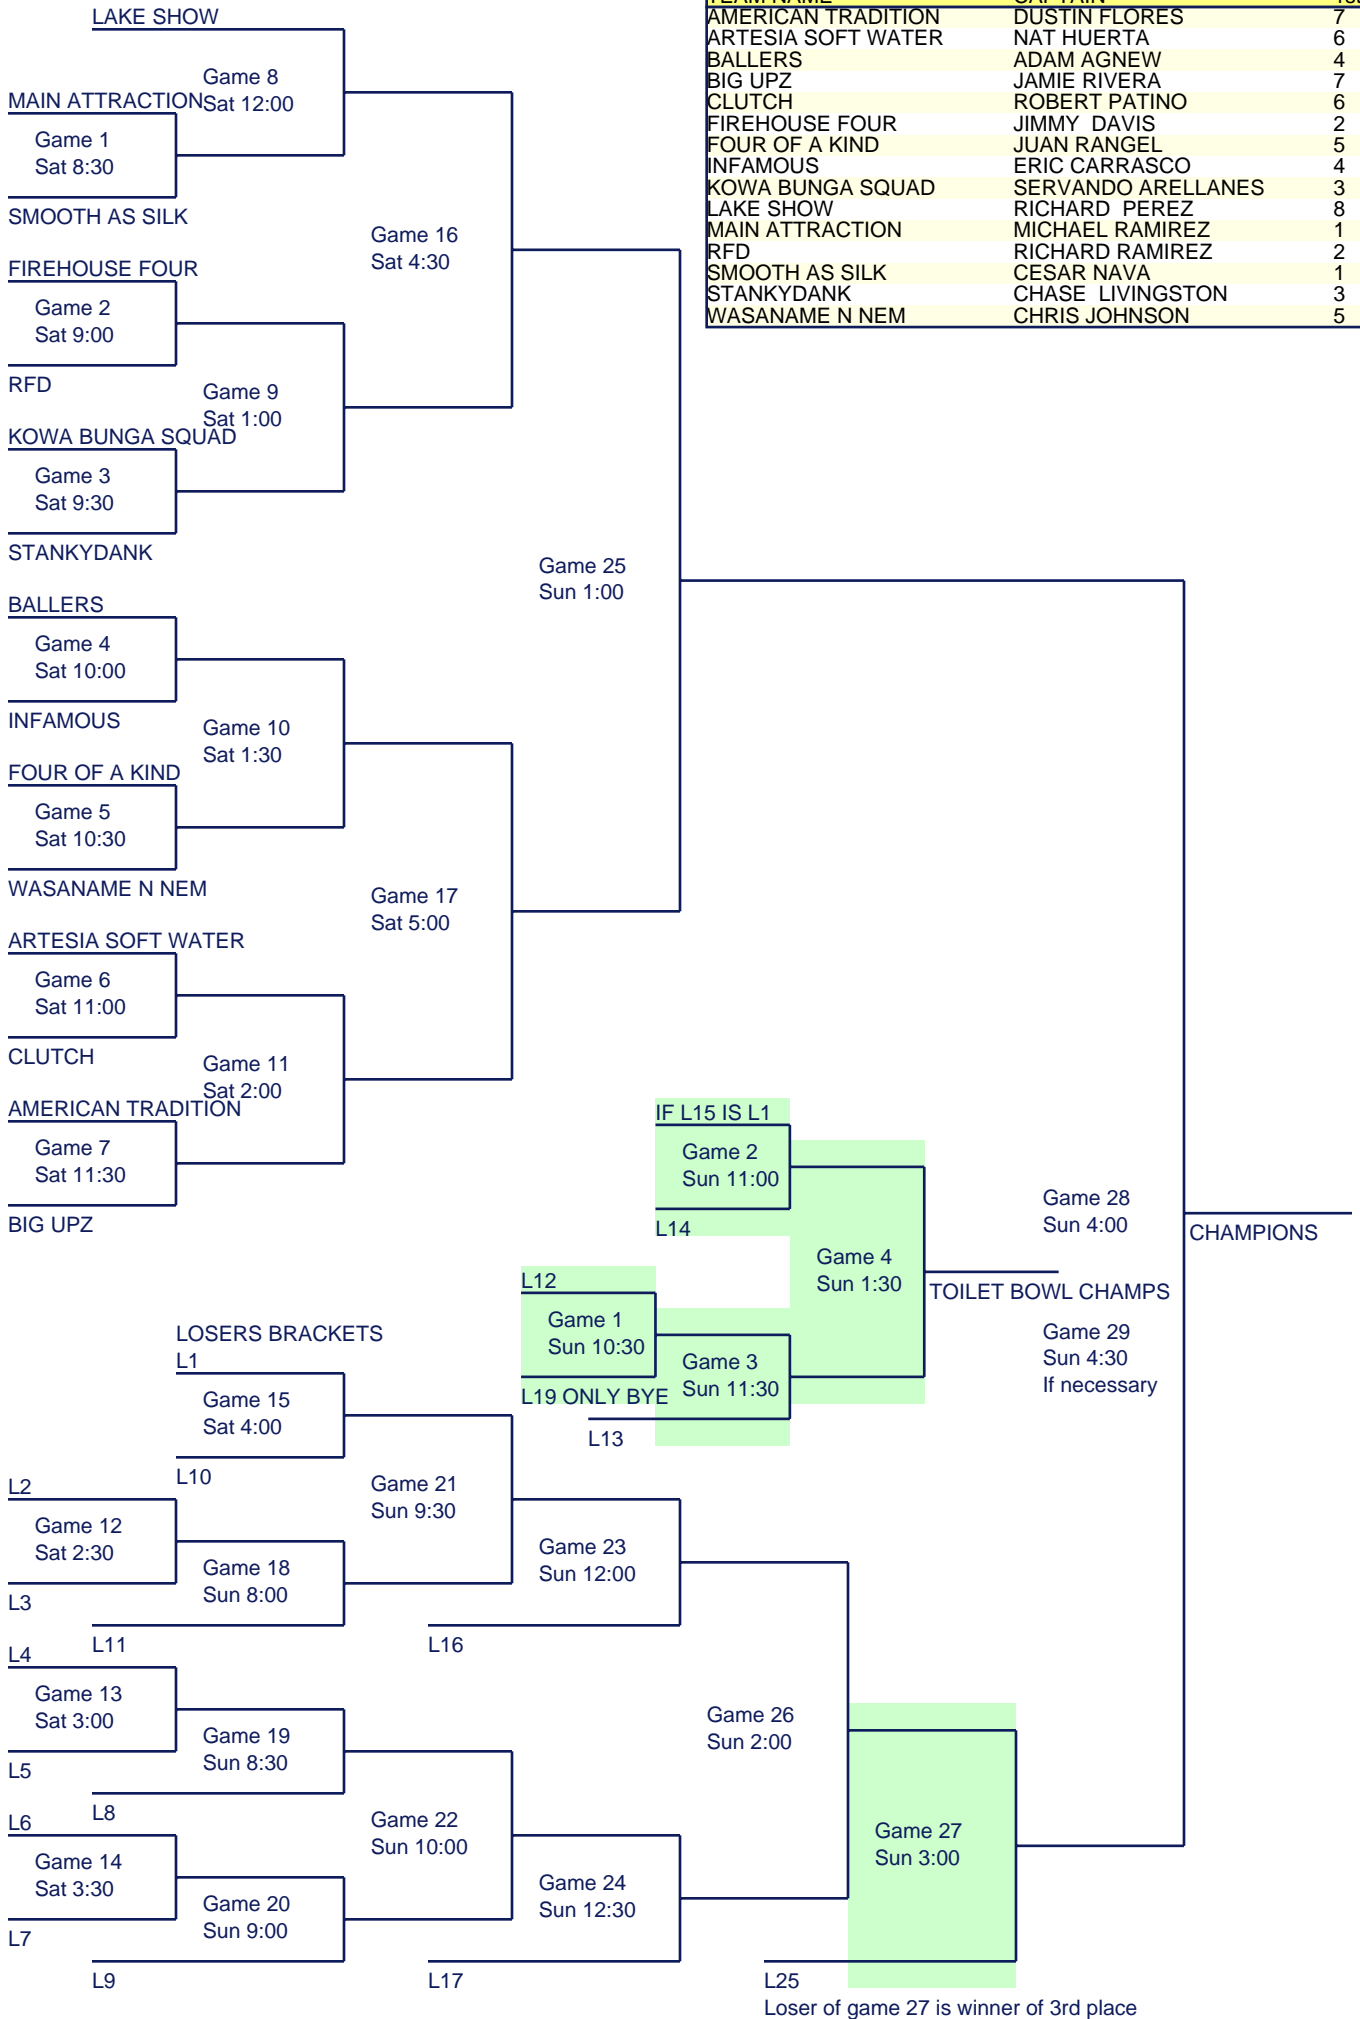 LAKE SHOW
Game 8
Sat 12:00
MAIN ATTRACTION
Game 1
Sat 8:30
SMOOTH AS SILK
Game 16
Sat 4:30
FIREHOUSE FOUR
Game 2
Sat 9:00
RFD
Game 9
Sat 1:00
KOWA BUNGA SQUAD
Game 3
Sat 9:30
STANKYDANK
Game 25
Sun 1:00
BALLERS
Game 4
Sat 10:00
INFAMOUS
Game 10
Sat 1:30
FOUR OF A KIND
Game 5
Sat 10:30
WASANAME N NEM
Game 17
Sat 5:00
ARTESIA SOFT WATER
Game 6
Sat 11:00
CLUTCH
Game 11
Sat 2:00
AMERICAN TRADITION
Game 7
Sat 11:30
BIG UPZ
TEAM NAME CAPTAIN
AMERICAN TRADITION DUSTIN FLORES 7
ARTESIA SOFT WATER NAT HUERTA 6
BALLERS ADAM AGNEW 4
BIG UPZ JAMIE RIVERA 7
CLUTCH ROBERT PATINO 6
FIREHOUSE FOUR JIMMY DAVIS 2
FOUR OF A KIND JUAN RANGEL 5
INFAMOUS ERIC CARRASCO 4
KOWA BUNGA SQUAD SERVANDO ARELLANES 3
LAKE SHOW RICHARD PEREZ 8
MAIN ATTRACTION MICHAEL RAMIREZ 1
RFD RICHARD RAMIREZ 2
SMOOTH AS SILK CESAR NAVA 1
STANKYDANK CHASE LIVINGSTON 3
WASANAME N NEM CHRIS JOHNSON 5
IF L15 IS L1
Game 2
Sun 11:00
L14
Game 4
Sun 1:30
L12
Game 1
Sun 10:30
L19 ONLY BYE
Game 3
Sun 11:30
L13
TOILET BOWL CHAMPS
Game 28
Sun 4:00
CHAMPIONS
Game 29
Sun 4:30
If necessary
LOSERS BRACKETS
L1
Game 15
Sat 4:00
L10
Game 21
Sun 9:30
L2
Game 12
Sat 2:30
L3
Game 18
Sun 8:00
L11
Game 23
Sun 12:00
L16
L4
Game 13
Sat 3:00
L5
Game 19
Sun 8:30
L8
Game 26
Sun 2:00
Game 22
Sun 10:00
L6
Game 14
Sat 3:30
L7
Game 20
Sun 9:00
L9
Game 24
Sun 12:30
L17
Game 27
Sun 3:00
L25
Loser of game 27 is winner of 3rd place